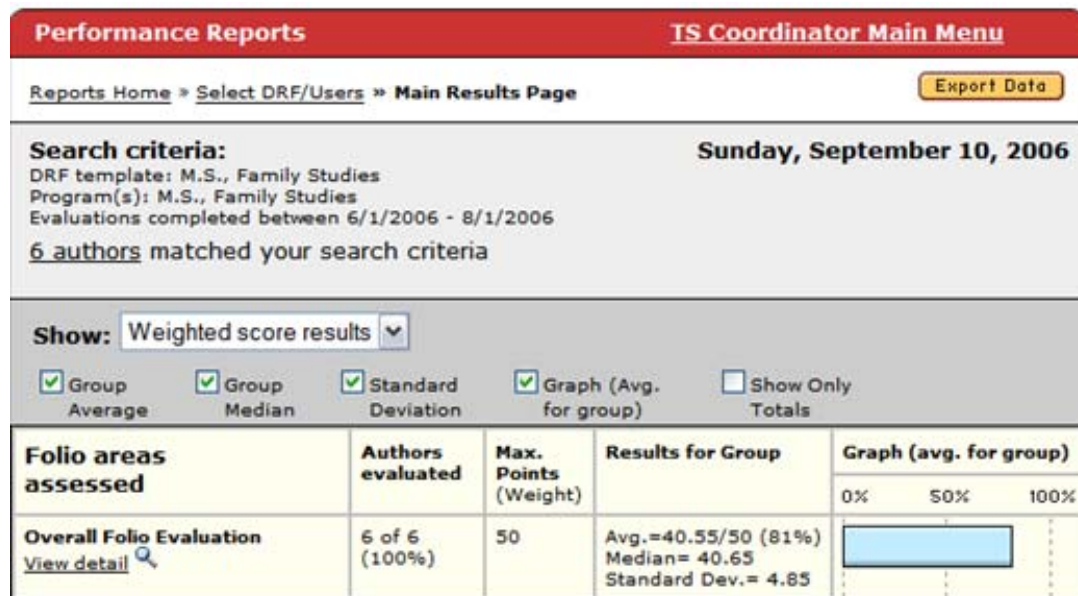 Performance Reports
TS Coordinator Main Menu
Reports Home » Select DRF/Users » Main Results Page
Export Data
Search criteria:
Sunday, September 10, 2006
DRF template: M.S., Family Studies
Program(s): M.S., Family Studies
Evaluations completed between 6/1/2006 - 8/1/2006
6 authors matched your search criteria
Show: Weighted score results
Group
Average
Group
Median
Standard
Deviation
Graph (Avg.
for group)
Show Only
Totals
Folio areas
assessed
Authors
evaluated
Max.
Points
(Weight)
Results for Group
Graph (avg. for group)
0% 50% 100%
Overall Folio Evaluation
View detail
6 of 6
(100%)
50
Avg.=40.55/50 (81%)
Median= 40.65
Standard Dev.= 4.85